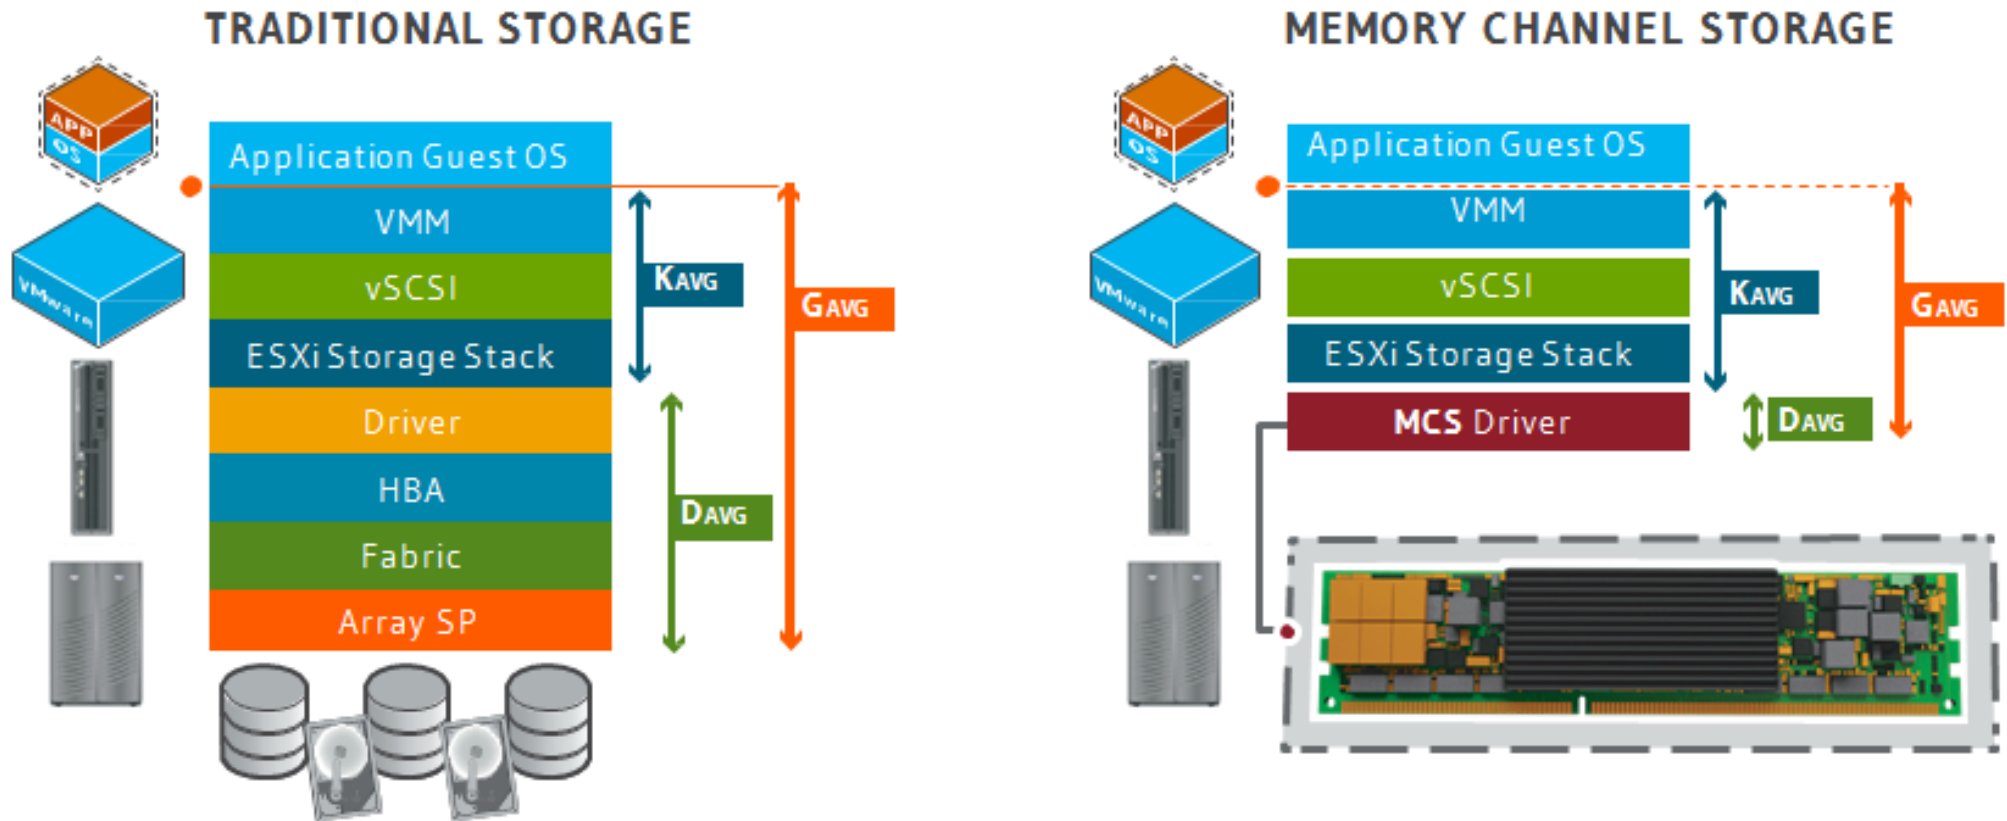 TRADITIONAL STORAGE
APP
OS
VMware
Application Guest OS
VMM
vSCSI
ESXi Storage Stack
Driver
HBA
Fabric
Array SP
KAVG
DAVG
GAVG
MEMORY CHANNEL STORAGE
APP
OS
VMware
Application Guest OS
VMM
vSCSI
ESXi Storage Stack
MCS Driver
KAVG
DAVG
GAVG